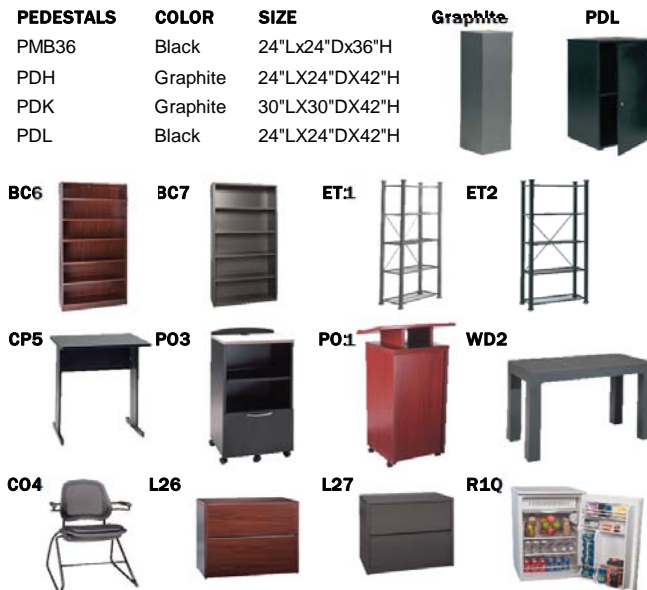 PEDESTALS COLOR SIZE Graphite PDL
PMB36 Black 24"Lx24"Dx36"H
PDH Graphite 24"LX24"DX42"H
PDK Graphite 30"LX30"DX42"H
PDL Black 24"LX24"DX42"H
BC6 BC7 ET1 ET2
CP5 PO3 PO1 WD2
CO4 L26 L27 R1Q